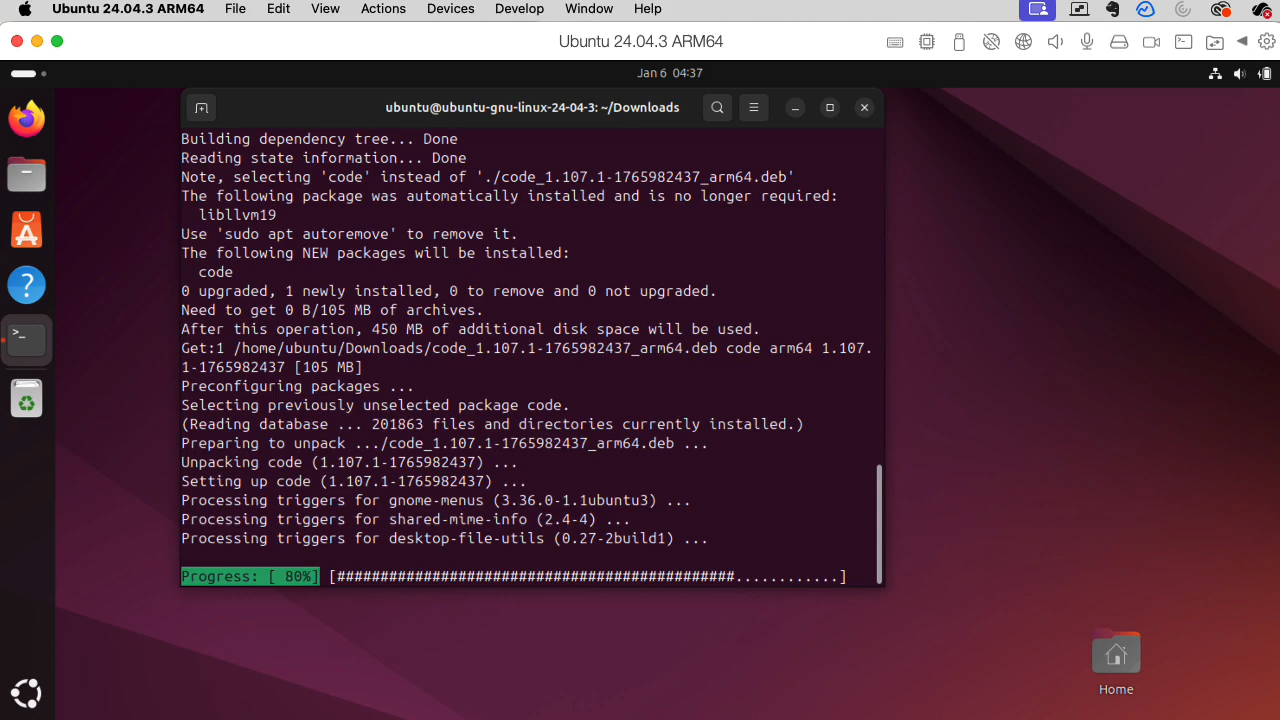 Ubuntu 24.04.3 ARM64 File Edit View Actions Devices Develop Window Help
Ubuntu 24.04.3 ARM64
Jan 6 04:37
ubuntu@ubuntu-gnu-linux-24-04-3: ~/Downloads
Building dependency tree... Done
Reading state information... Done
Note, selecting 'code' instead of './code_1.107.1-1765982437_arm64.deb'
The following package was automatically installed and is no longer required:
  libllvm19
Use 'sudo apt autoremove' to remove it.
The following NEW packages will be installed:
  code
0 upgraded, 1 newly installed, 0 to remove and 0 not upgraded.
Need to get 0 B/105 MB of archives.
After this operation, 450 MB of additional disk space will be used.
Get:1 /home/ubuntu/Downloads/code_1.107.1-1765982437_arm64.deb code arm64 1.107.
1-1765982437 [105 MB]
Preconfiguring packages ...
Selecting previously unselected package code.
(Reading database ... 201863 files and directories currently installed.)
Preparing to unpack .../code_1.107.1-1765982437_arm64.deb ...
Unpacking code (1.107.1-1765982437) ...
Setting up code (1.107.1-1765982437) ...
Processing triggers for gnome-menus (3.36.0-1.1ubuntu3) ...
Processing triggers for shared-mime-info (2.4-4) ...
Processing triggers for desktop-file-utils (0.27-2build1) ...
Progress: [ 80%] [##############################################............]
Home